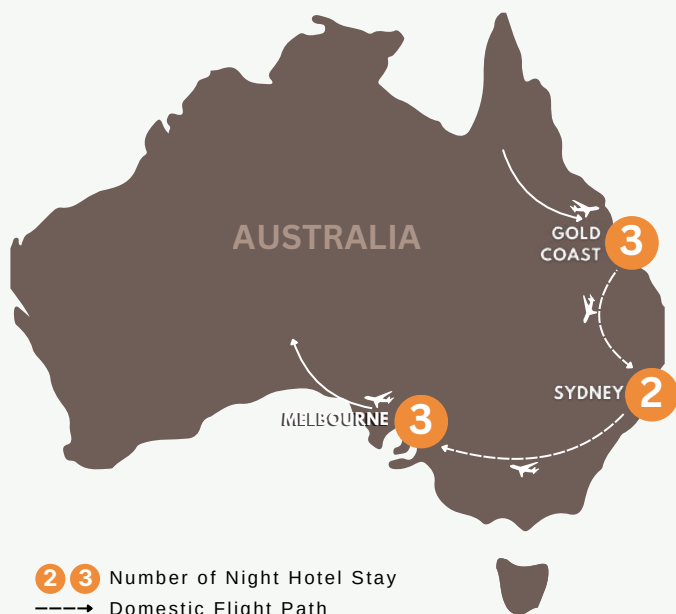 AUSTRALIA
GOLD
COAST
3
SYDNEY
2
MELBOURNE
3
2 3 Number of Night Hotel Stay
Domestic Flight Path